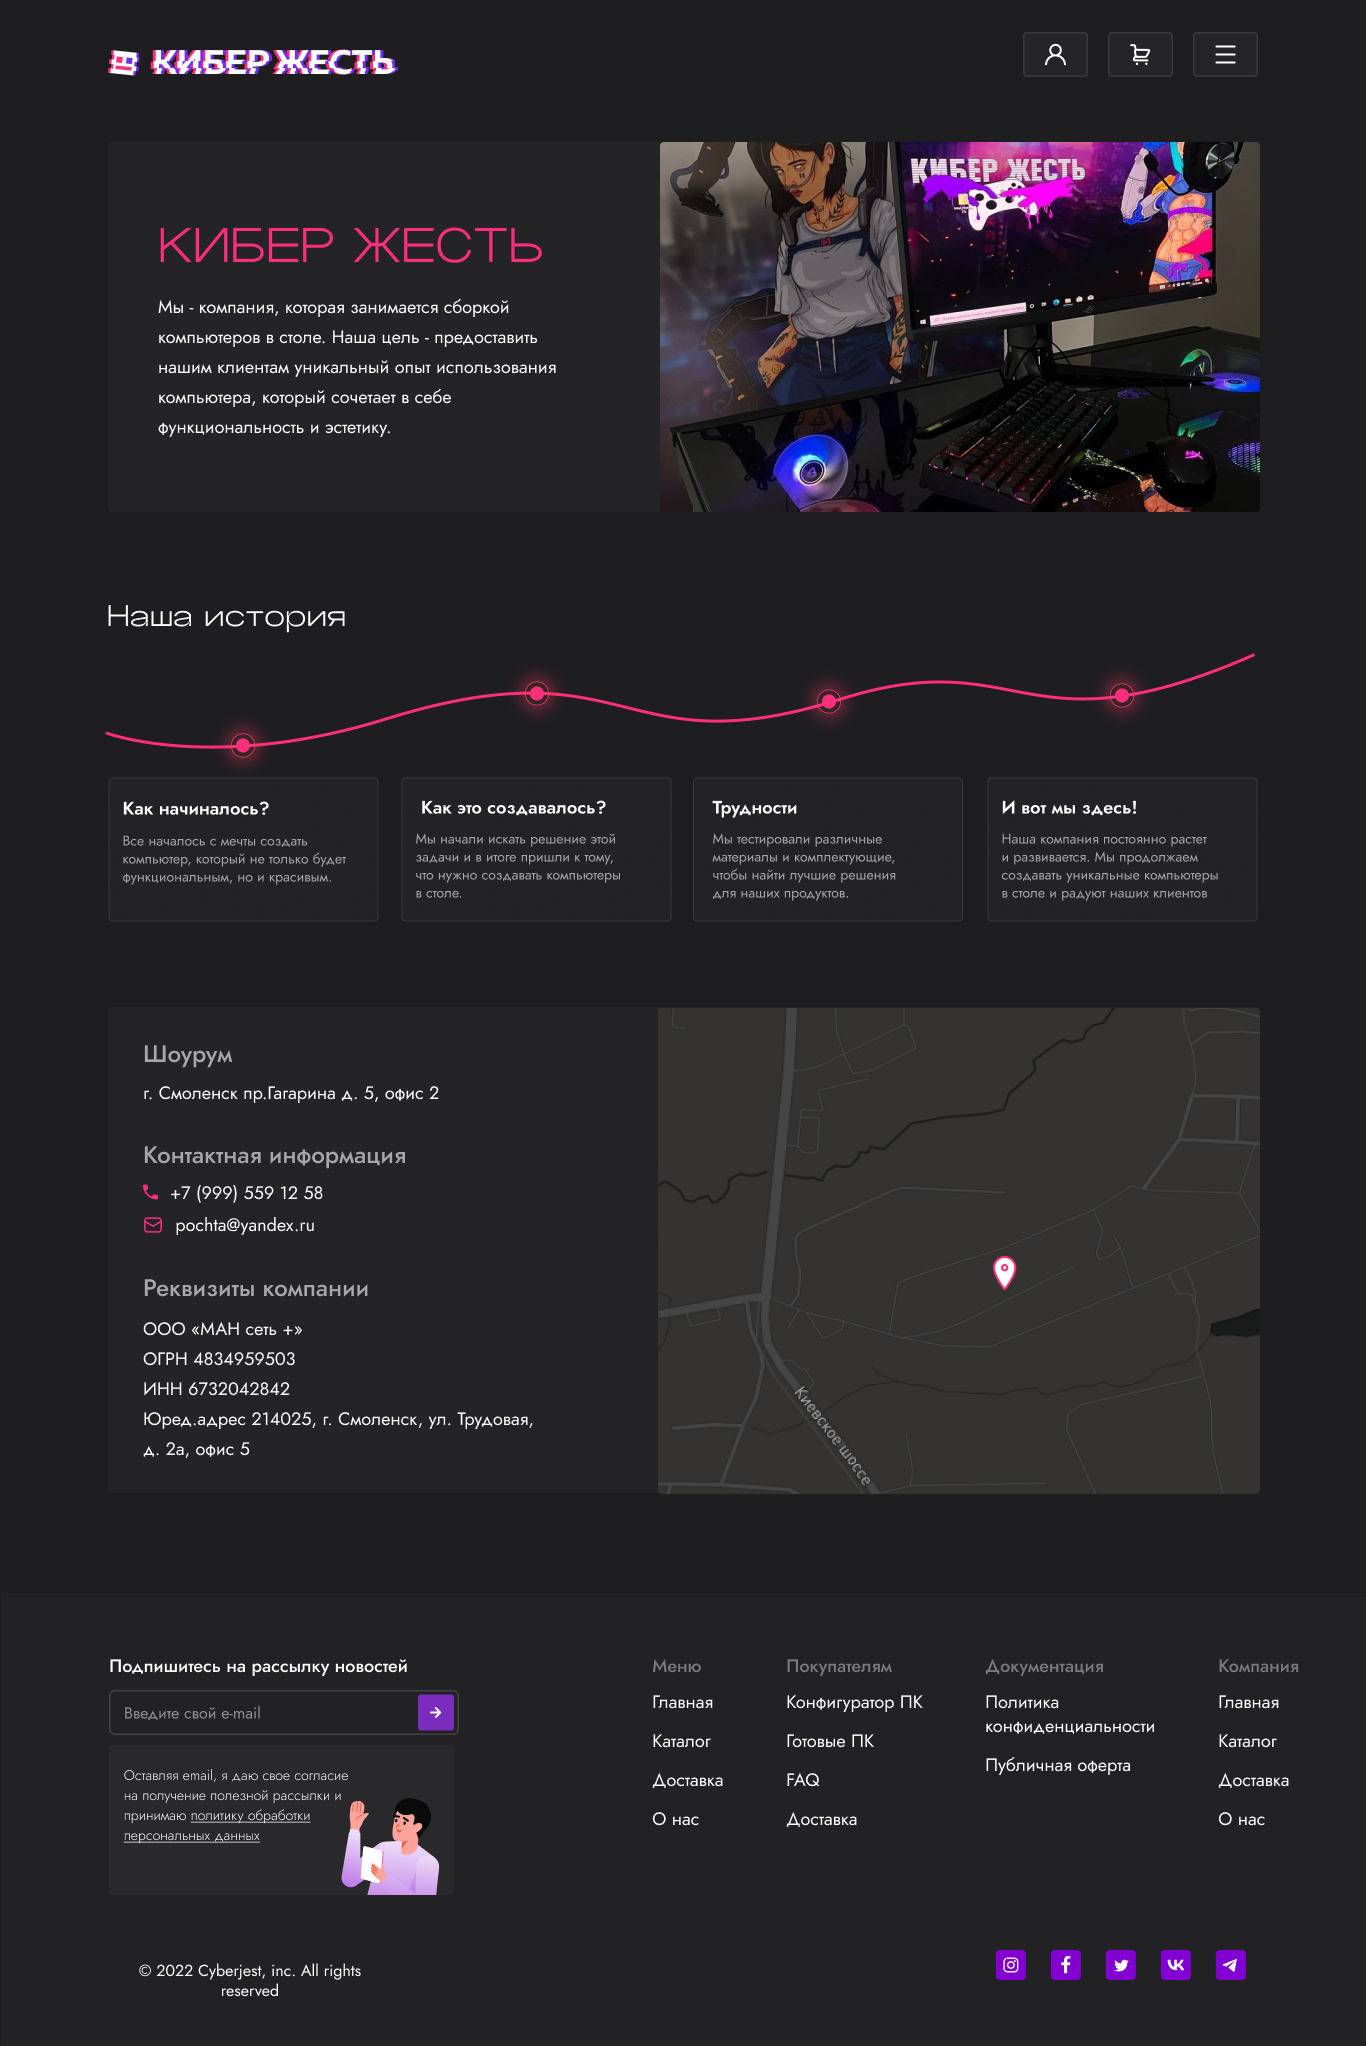 КИБЕР ЖЕСТЬ
КИБЕР ЖЕСТЬ
КИБЕР ЖЕСТЬ
Мы - компания, которая занимается сборкой
компьютеров в столе. Наша цель - предоставить
нашим клиентам уникальный опыт использования
компьютера, который сочетает в себе
функциональность и эстетику.
Наша история
Как начиналось?
Все началось с мечты создать
компьютер, который не только будет
функциональным, но и красивым.
Как это создавалось?
Мы начали искать решение этой
задачи и в итоге пришли к тому,
что нужно создавать компьютеры
в столе.
Трудности
Мы тестировали различные
материалы и комплектующие,
чтобы найти лучшие решения
для наших продуктов.
И вот мы здесь!
Наша компания постоянно растет
и развивается. Мы продолжаем
создавать уникальные компьютеры
в столе и радуют наших клиентов
Шоурум
г. Смоленск пр.Гагарина д. 5, офис 2
Контактная информация
+7 (999) 559 12 58
pochta@yandex.ru
Реквизиты компании
ООО «МАН сеть +»
ОГРН 4834959503
ИНН 6732042842
Юред.адрес 214025, г. Смоленск, ул. Трудовая,
д. 2а, офис 5
Киевское шоссе
Подпишитесь на рассылку новостей
Введите свой e-mail
Оставляя email, я даю свое согласие
на получение полезной рассылки и
принимаю политику обработки
персональных данных
Меню
Главная
Каталог
Доставка
О нас
Покупателям
Конфигуратор ПК
Готовые ПК
FAQ
Доставка
Документация
Политика
конфиденциальности
Публичная оферта
Компания
Главная
Каталог
Доставка
О нас
© 2022 Cyberjest, inc. All rights
reserved